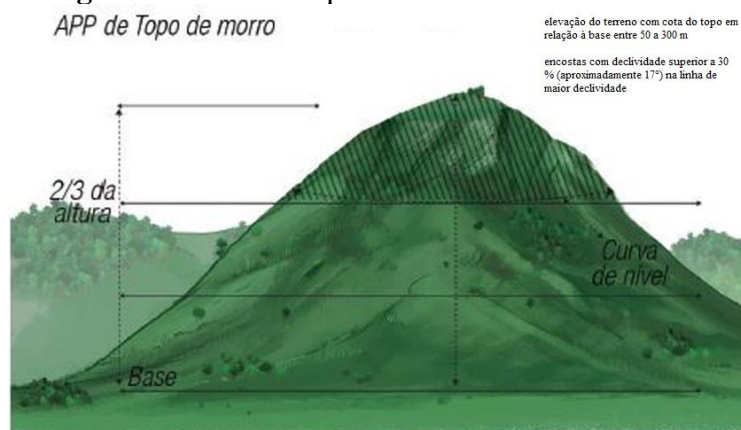 APP de Topo de morro
elevação do terreno com cota do topo em
relação à base entre 50 a 300 m
encostas com declividade superior a 30
% (aproximadamente 17°) na linha de
maior declividade
2/3 da
altura
Curva
de nível
Base